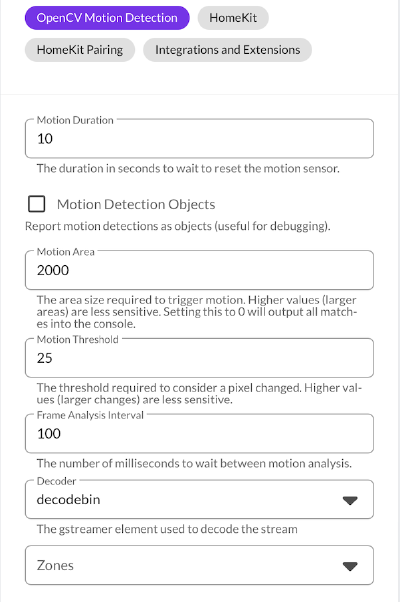 OpenCV Motion Detection
HomeKit
HomeKit Pairing
Integrations and Extensions
Motion Duration
10
The duration in seconds to wait to reset the motion sensor.
Motion Detection Objects
Report motion detections as objects (useful for debugging).
Motion Area
2000
The area size required to trigger motion. Higher values (larger
areas) are less sensitive. Setting this to 0 will output all match-
es into the console.
Motion Threshold
25
The threshold required to consider a pixel changed. Higher val-
ues (larger changes) are less sensitive.
Frame Analysis Interval
100
The number of milliseconds to wait between motion analysis.
Decoder
decodebin
The gstreamer element used to decode the stream
Zones